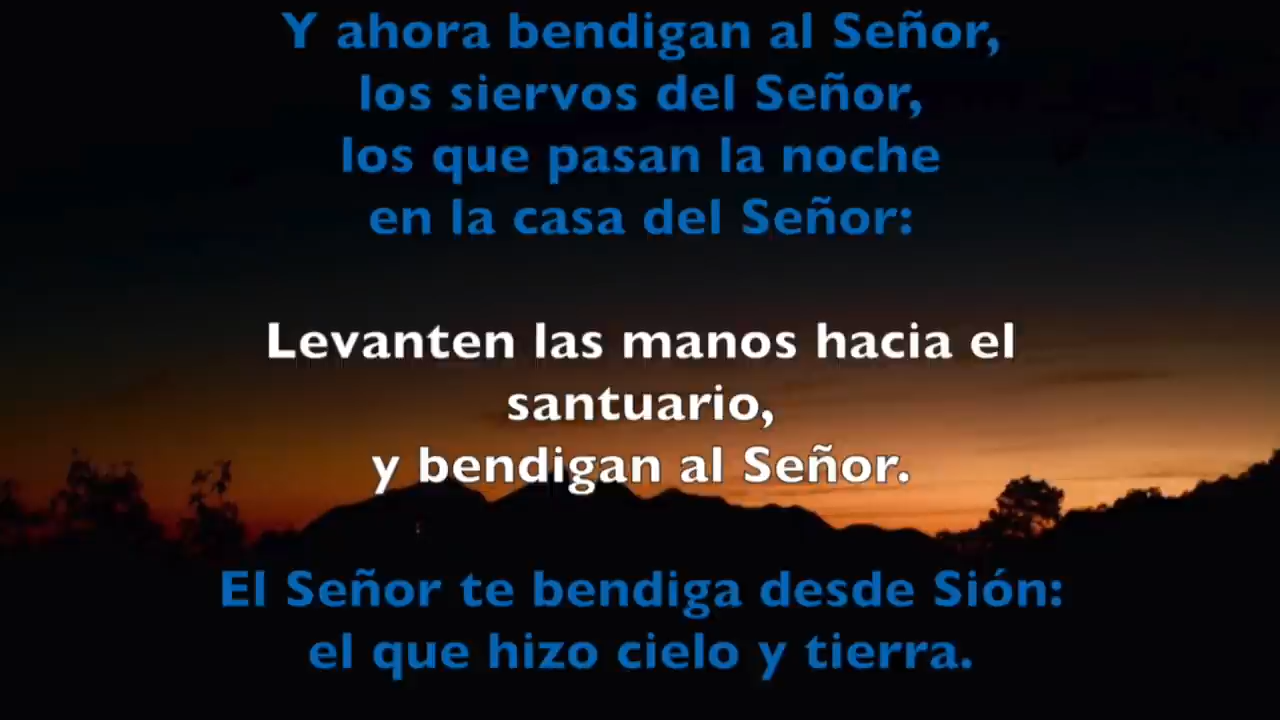 Y ahora bendigan al Señor,
los siervos del Señor,
los que pasan la noche
en la casa del Señor:
Levanten las manos hacia el
santuario,
y bendigan al Señor.
El Señor te bendiga desde Sión:
el que hizo cielo y tierra.